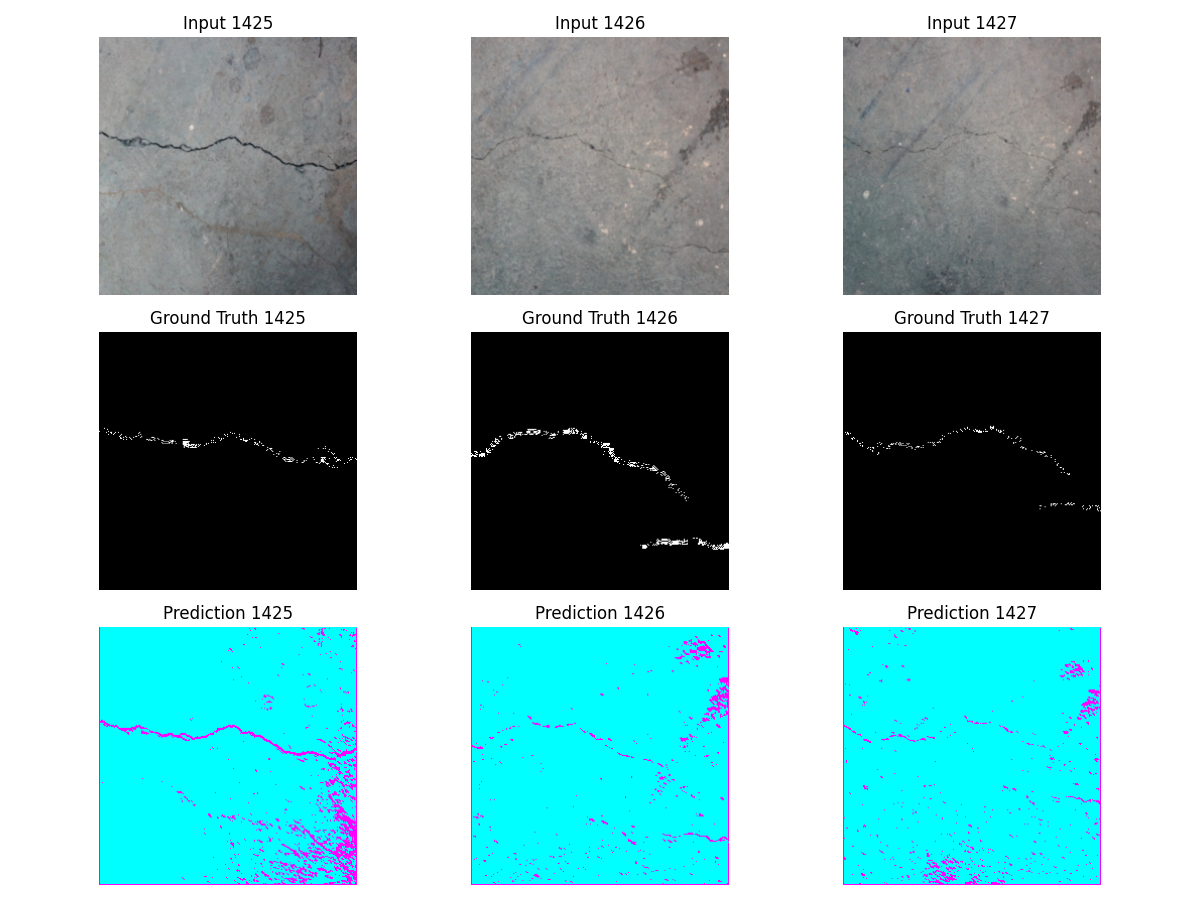 Input 1425
Input 1426
Input 1427
Ground Truth 1425
Ground Truth 1426
Ground Truth 1427
Prediction 1425
Prediction 1426
Prediction 1427